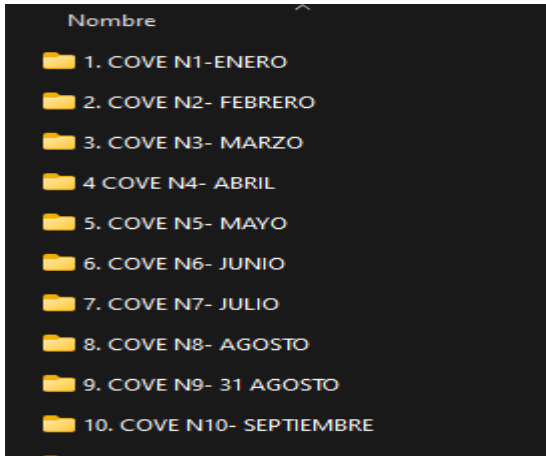 Nombre
1. COVE N1-ENERO
2. COVE N2- FEBRERO
3. COVE N3- MARZO
4 COVE N4- ABRIL
5. COVE N5- MAYO
6. COVE N6- JUNIO
7. COVE N7- JULIO
8. COVE N8- AGOSTO
9. COVE N9- 31 AGOSTO
10. COVE N10- SEPTIEMBRE